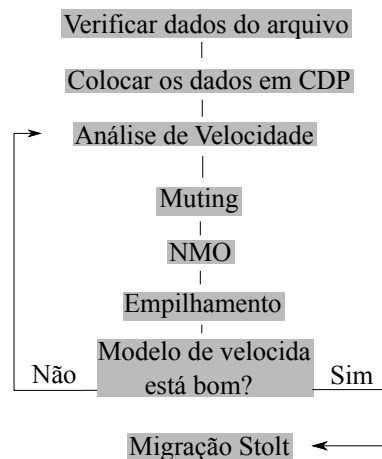 Verificar dados do arquivo
Colocar os dados em CDP
Análise de Velocidade
Muting
NMO
Empilhamento
Modelo de velocida
está bom?
Não
Sim
Migração Stolt